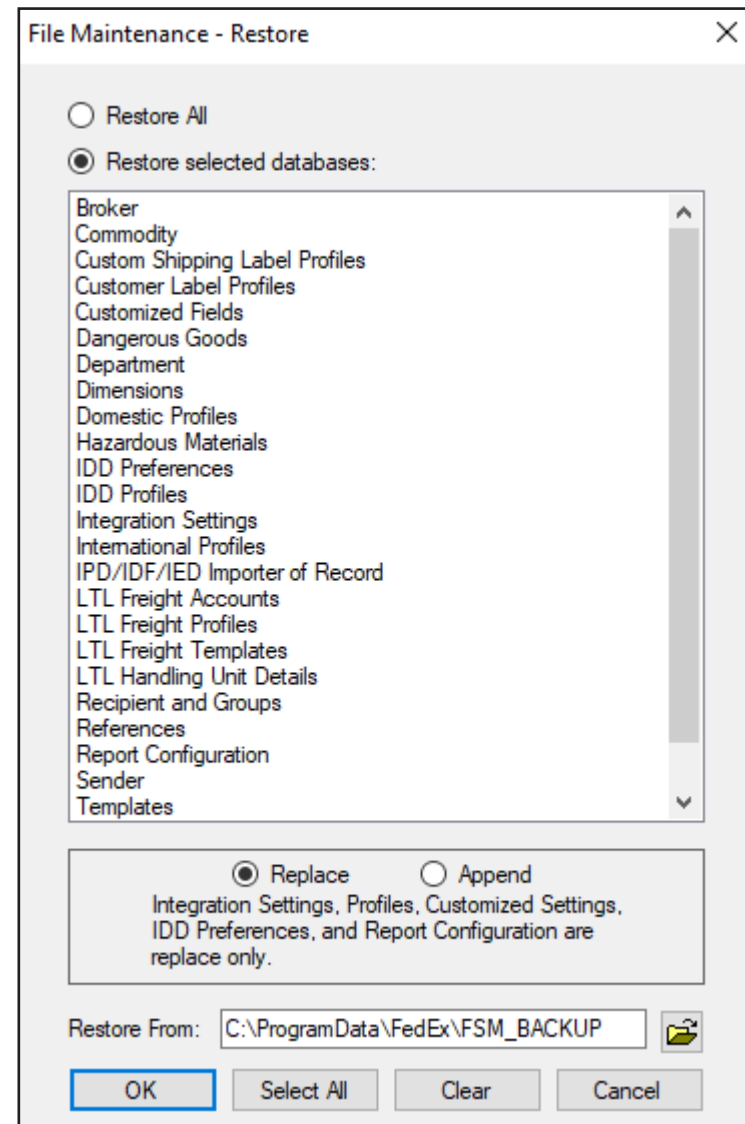 File Maintenance - Restore
Restore All
Restore selected databases:
Broker
Commodity
Custom Shipping Label Profiles
Customer Label Profiles
Customized Fields
Dangerous Goods
Department
Dimensions
Domestic Profiles
Hazardous Materials
IDD Preferences
IDD Profiles
Integration Settings
International Profiles
IPD/IDF/IED Importer of Record
LTL Freight Accounts
LTL Freight Profiles
LTL Freight Templates
LTL Handling Unit Details
Recipient and Groups
References
Report Configuration
Sender
Templates
Replace Append
Integration Settings, Profiles, Customized Settings,
IDD Preferences, and Report Configuration are
replace only.
Restore From: C:\ProgramData\FedEx\FSM_BACKUP
OK Select All Clear Cancel